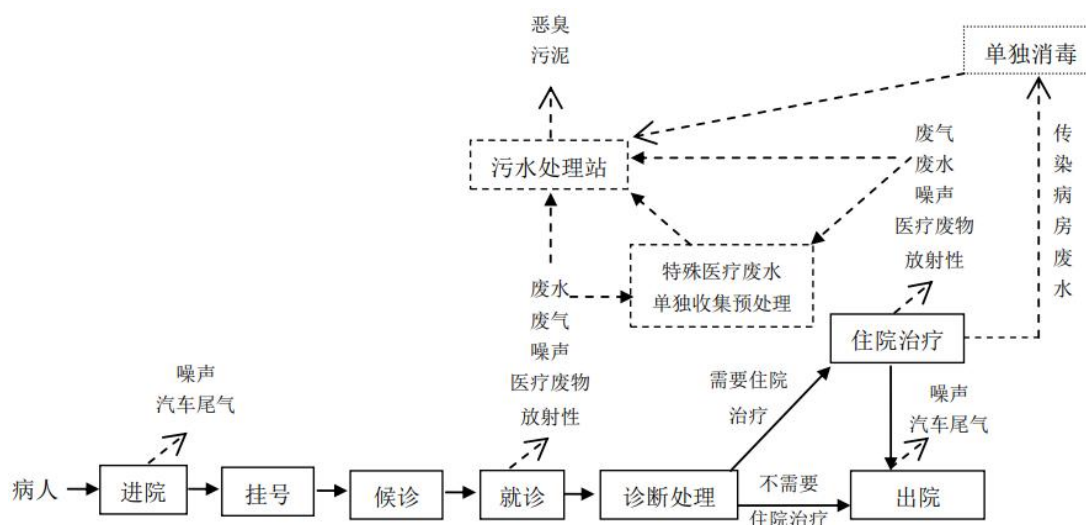 恶臭
污泥
单独消毒
污水处理站
废气
废水
噪声
医疗废物
放射性
传染病房废水
特殊医疗废水
单独收集预处理
废水
废气
噪声
医疗废物
放射性
住院治疗
需要住院
治疗
噪声
汽车尾气
噪声
汽车尾气
病人
进院
挂号
候诊
就诊
诊断处理
不需要
住院治疗
出院